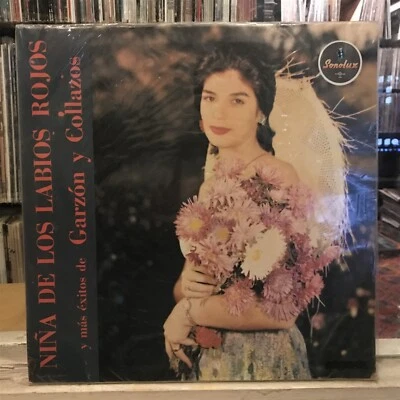 NIÑA DE LOS LABIOS ROJOS
y más éxitos de Garzón y Collazos
Sonolux